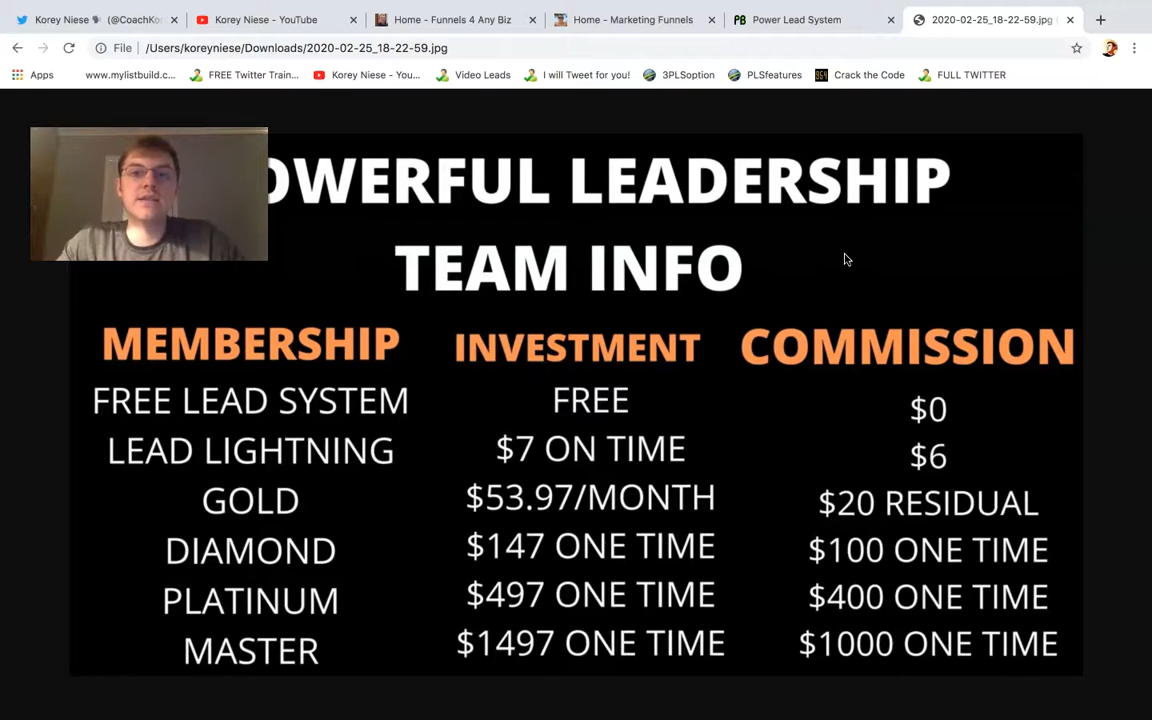 Korey Niese (@CoachKor
Korey Niese - YouTube
Home - Funnels 4 Any Biz
Home - Marketing Funnels
Power Lead System
2020-02-25_18-22-59.jpg (
File /Users/koreyniese/Downloads/2020-02-25_18-22-59.jpg
Apps
www.mylistbuild.c...
FREE Twitter Train...
Korey Niese - You...
Video Leads
I will Tweet for you!
3PLSoption
PLSfeatures
Crack the Code
FULL TWITTER
OWERFUL LEADERSHIP
TEAM INFO
MEMBERSHIP INVESTMENT COMMISSION
FREE LEAD SYSTEM FREE $0
LEAD LIGHTNING $7 ON TIME $6
GOLD $53.97/MONTH $20 RESIDUAL
DIAMOND $147 ONE TIME $100 ONE TIME
PLATINUM $497 ONE TIME $400 ONE TIME
MASTER $1497 ONE TIME $1000 ONE TIME